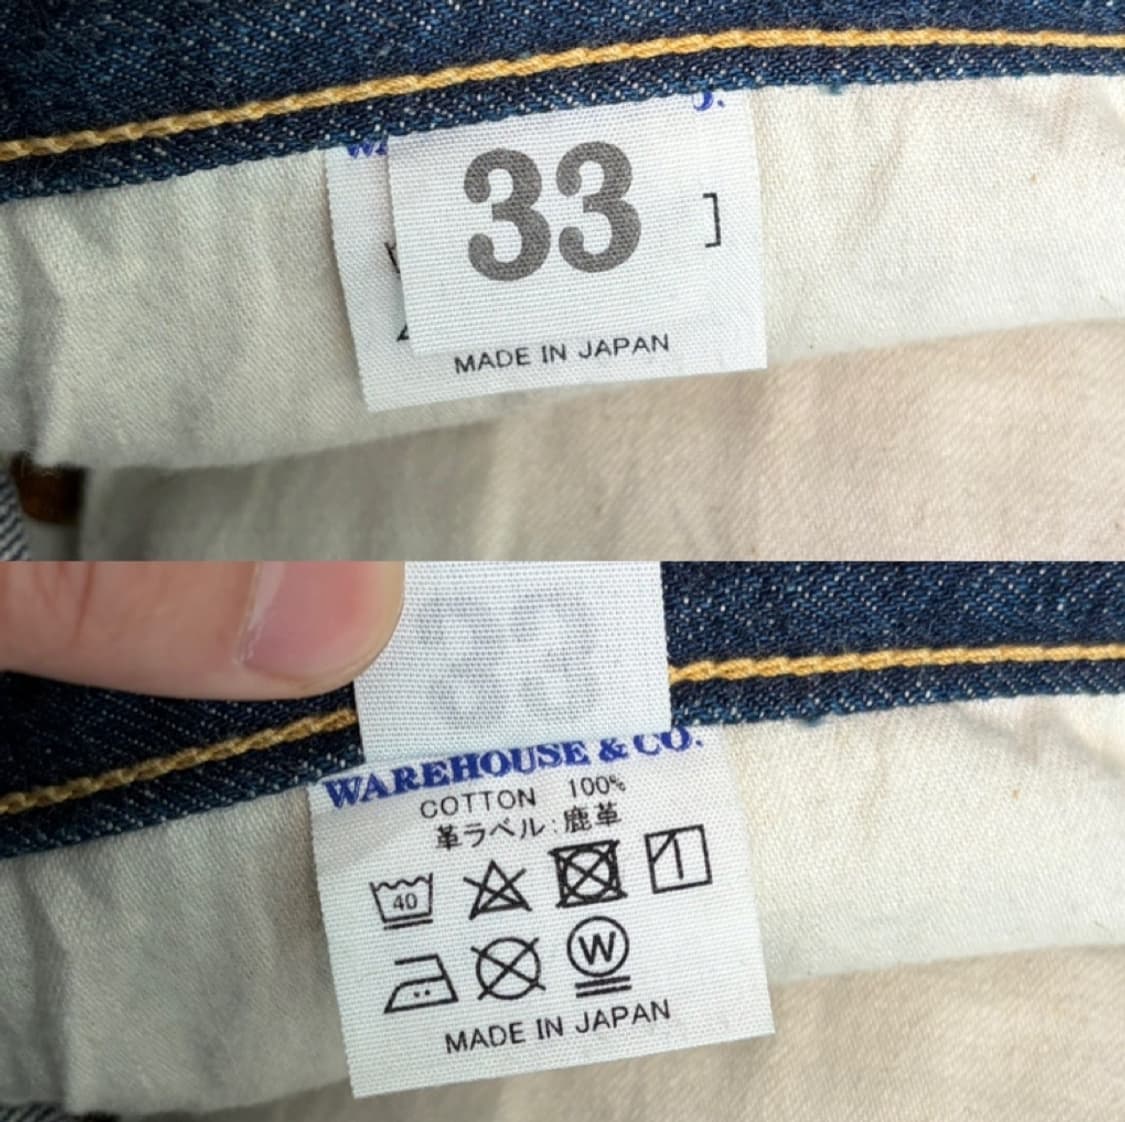 33
MADE IN JAPAN
WAREHOUSE & CO.
COTTON 100%
革ラベル:鹿革
40
W
MADE IN JAPAN